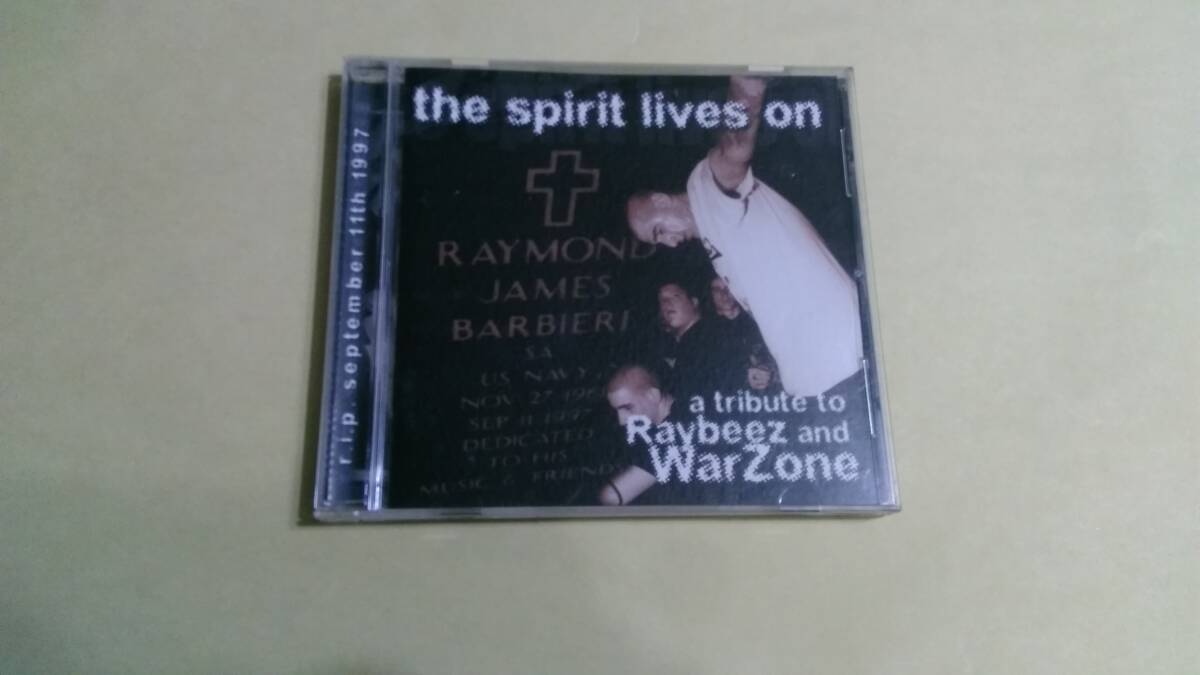 r.i.p. september 11th 1997
the spirit lives on
RAYMOND
JAMES
BARBIERI
SA
US NAVY
NOV 27
SEP 11 1997
DEDICATED
TO HIS
MUSIC & FRIENDS
a tribute to
Raybeez and
WarZone